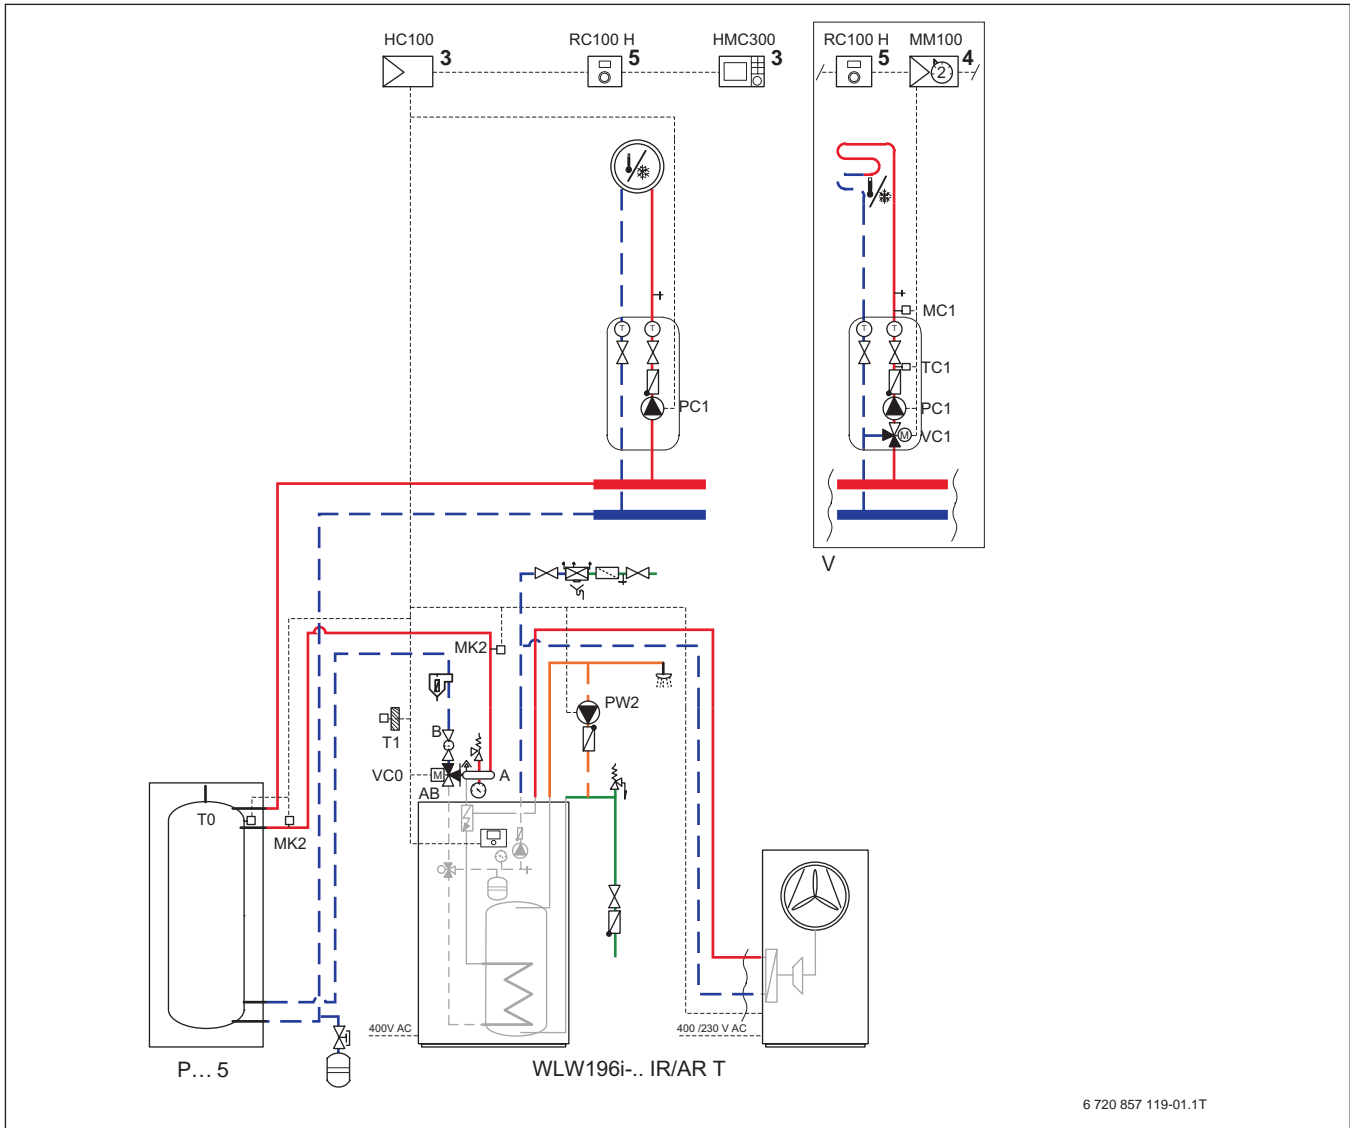 HC100
3
RC100 H
5
HMC300
3
RC100 H
5
MM100
4
2
MC1
T
T
T
T
TC1
PC1
PC1
M
VC1
V
MK2
PW2
T1
B
VC0
M
A
AB
T0
MK2
400V AC
400 /230 V AC
P... 5
WLW196i-.. IR/AR T
6 720 857 119-01.1T